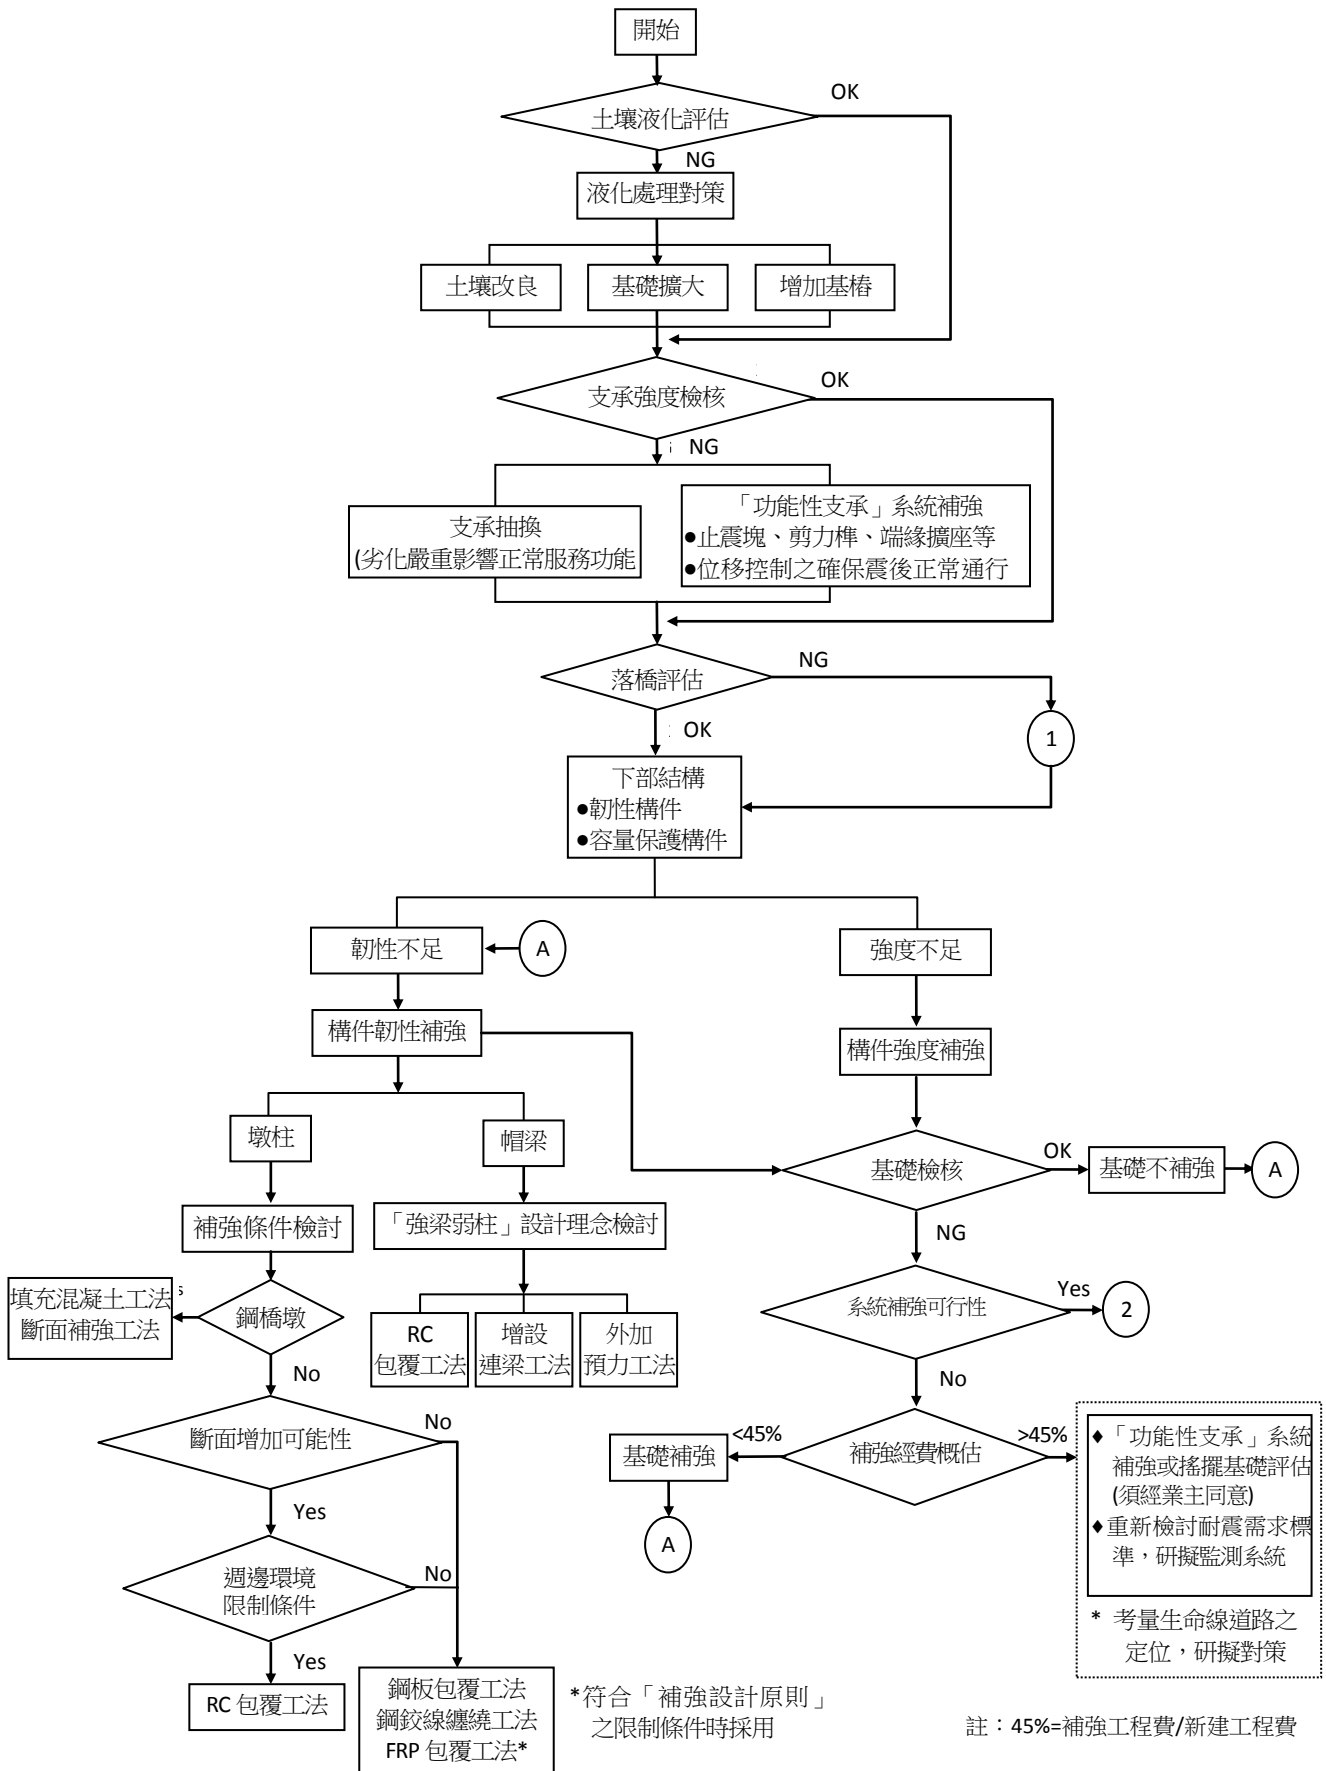 開始
OK
土壤液化評估
NG
液化處理對策
土壤改良
基礎擴大
增加基樁
支承強度檢核
OK
NG
支承抽換
(劣化嚴重影響正常服務功能
「功能性支承」系統補強
●止震塊、剪力榫、端緣擴座等
●位移控制之確保震後正常通行
落橋評估
NG
1
OK
下部結構
●韌性構件
●容量保護構件
韌性不足
A
強度不足
構件韌性補強
構件強度補強
墩柱
帽梁
基礎檢核
OK
基礎不補強
A
補強條件檢討
「強梁弱柱」設計理念檢討
NG
填充混凝土工法
斷面補強工法
s
鋼橋墩
RC
包覆工法
增設
連梁工法
外加
預力工法
系統補強可行性
Yes
2
No
No
斷面增加可能性
No
基礎補強
<45%
補強經費概估
>45%
♦「功能性支承」系統
補強或搖擺基礎評估
(須經業主同意)
♦重新檢討耐震需求標
準，研擬監測系統
* 考量生命線道路之
定位，研擬對策
A
Yes
週邊環境
限制條件
No
Yes
RC 包覆工法
鋼板包覆工法
鋼鉸線纏繞工法
FRP 包覆工法*
*符合「補強設計原則」
之限制條件時採用
註：45%=補強工程費/新建工程費